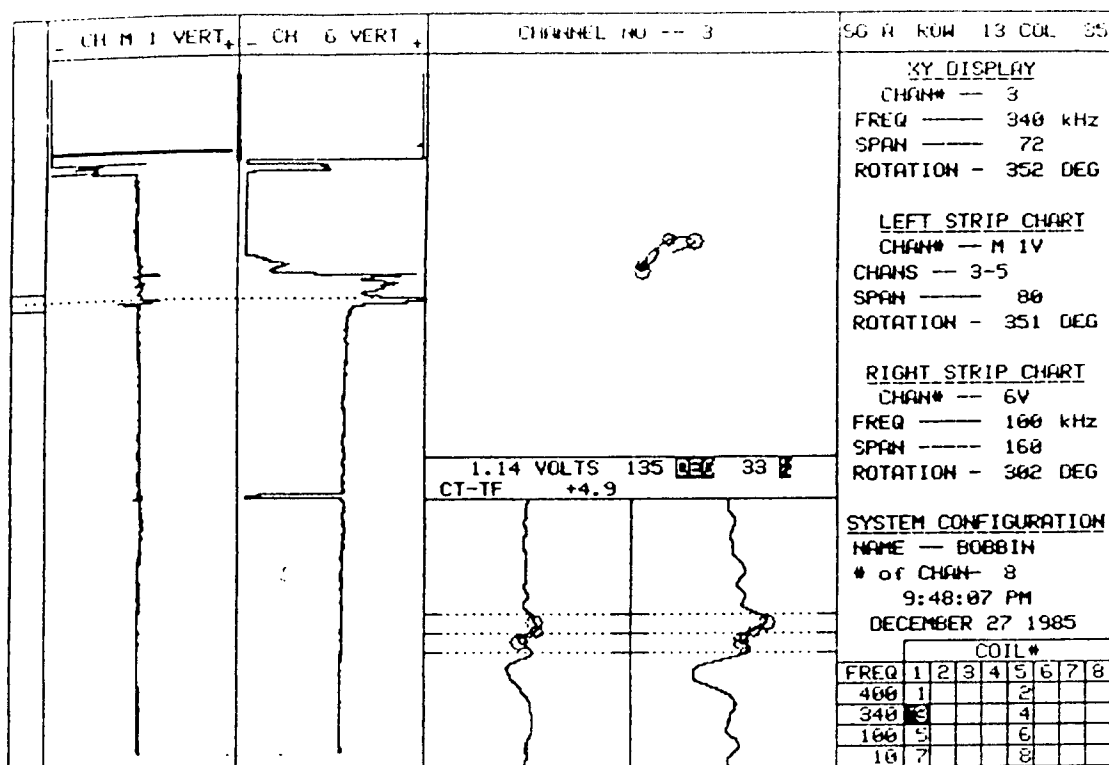 - CH M 1 VERT +
- CH 6 VERT +
CHANNEL NO -- 3
SG A ROW 13 COL 35
XY DISPLAY
CHAN# -- 3
FREQ ----- 340 kHz
SPAN ----- 72
ROTATION - 352 DEG
LEFT STRIP CHART
CHAN# -- M 1V
CHANS -- 3-5
SPAN ----- 80
ROTATION - 351 DEG
RIGHT STRIP CHART
CHAN# -- 6V
FREQ ----- 100 kHz
SPAN ----- 160
ROTATION - 302 DEG
1.14 VOLTS 135 DEG 33 %
CT-TF +4.9
SYSTEM CONFIGURATION
NAME -- BOBBIN
# of CHAN- 8
9:48:07 PM
DECEMBER 27 1985
COIL#
FREQ 1 2 3 4 5 6 7 8
400 1 2
340 3 4
100 5 6
10 7 8